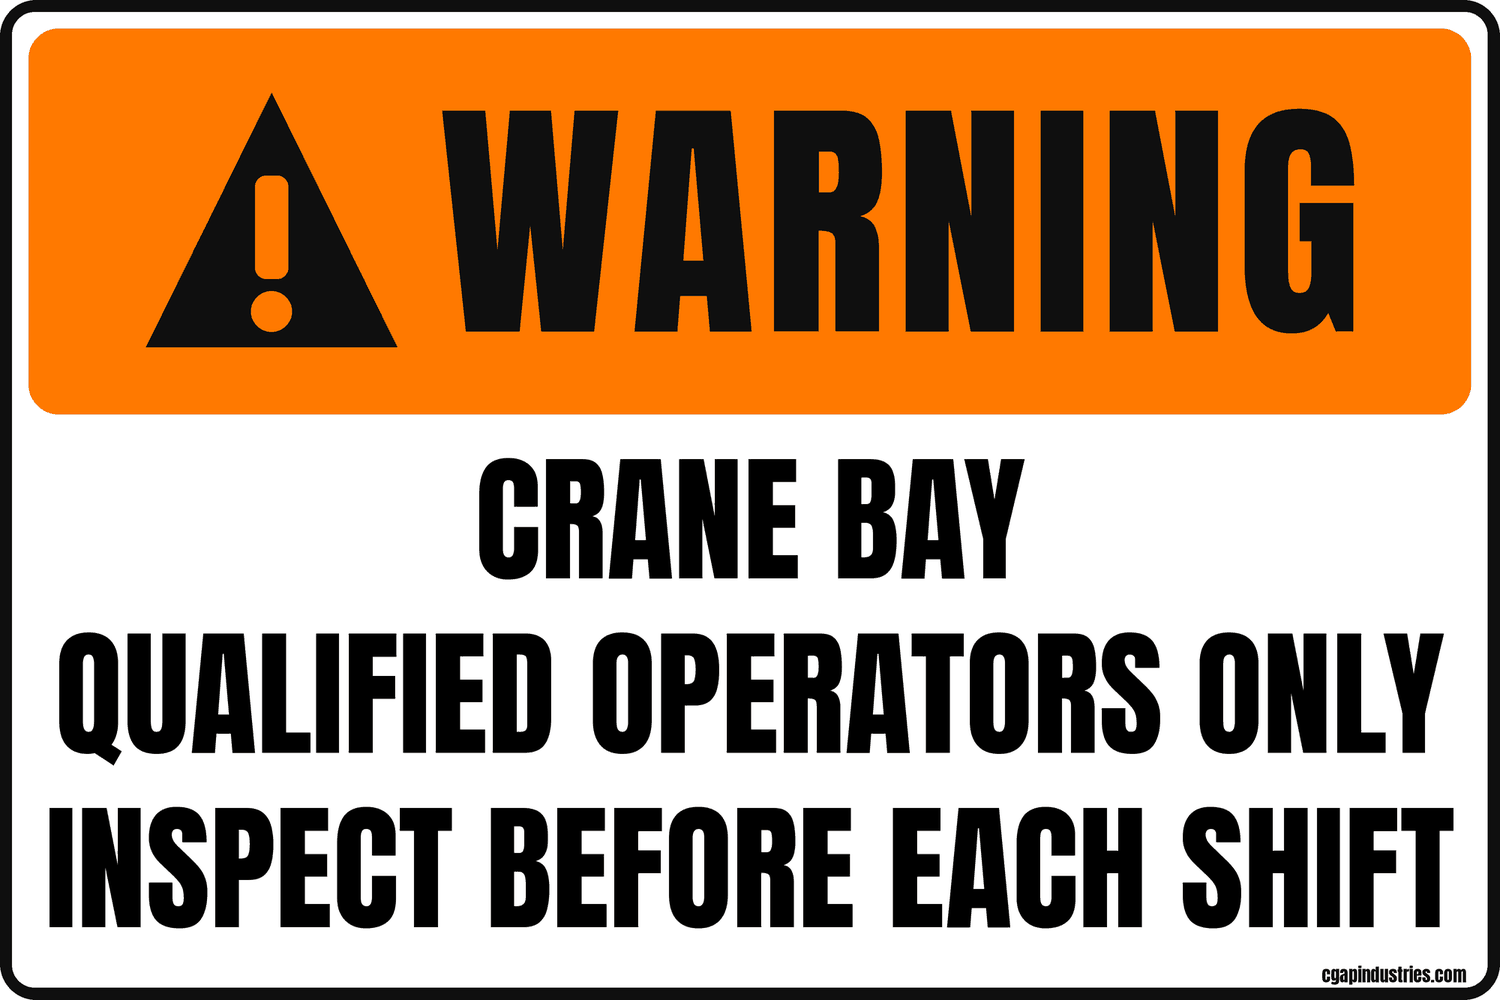 WARNING
CRANE BAY
QUALIFIED OPERATORS ONLY
INSPECT BEFORE EACH SHIFT
cgapindustries.com